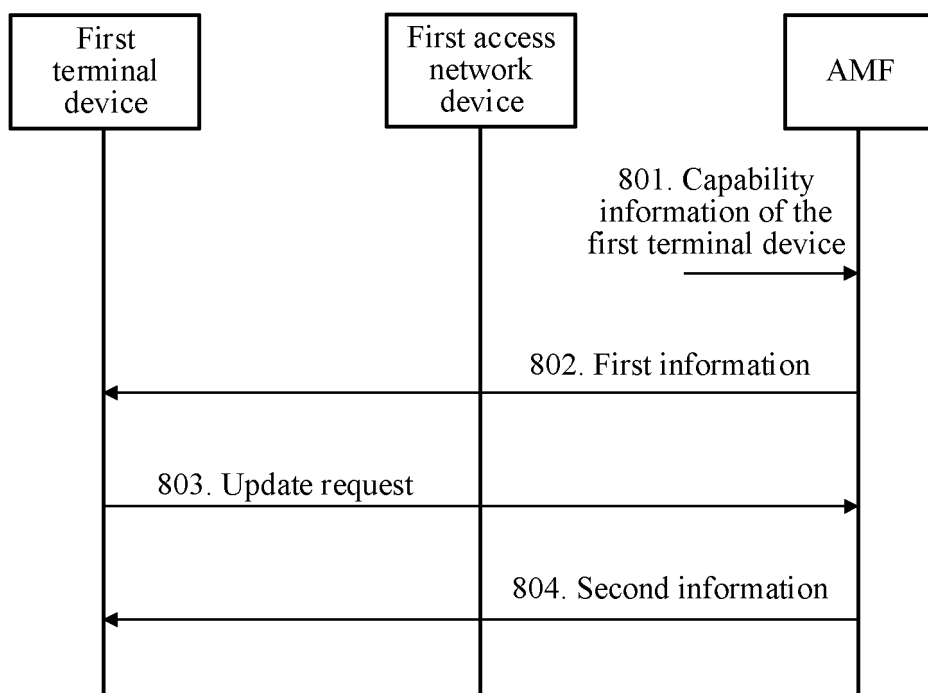 First
terminal
device
First access
network
device
AMF
801. Capability
information of the
first terminal device
802. First information
803. Update request
804. Second information